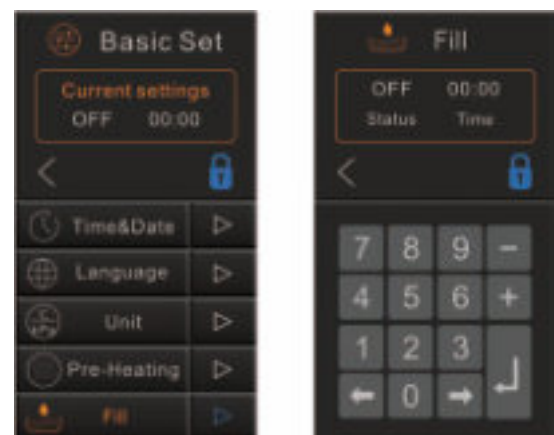 Basic Set
Current settings
OFF 00:00
Time&Date
Language
Unit
Pre-Heating
Fill
Fill
OFF 00:00
Status Time
7 8 9 -
4 5 6 +
1 2 3
0